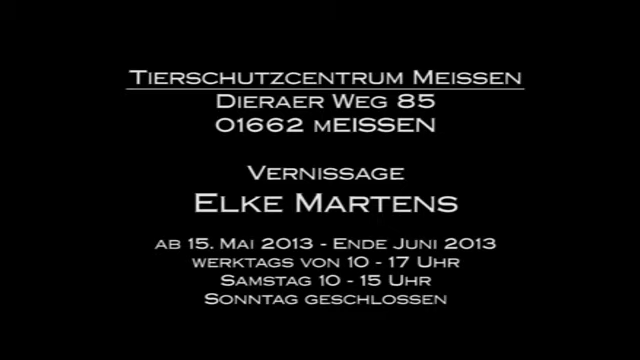 Tierschutzcentrum Meissen
Dieraer Weg 85
01662 mEISSEN
Vernissage
Elke Martens
ab 15. Mai 2013 - Ende Juni 2013
werktags von 10 - 17 Uhr
Samstag 10 - 15 Uhr
Sonntag geschlossen